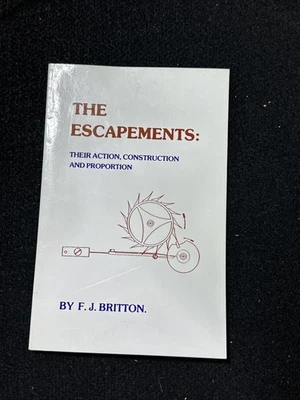 THE
ESCAPEMENTS:
THEIR ACTION, CONSTRUCTION
AND PROPORTION
BY F. J. BRITTON.